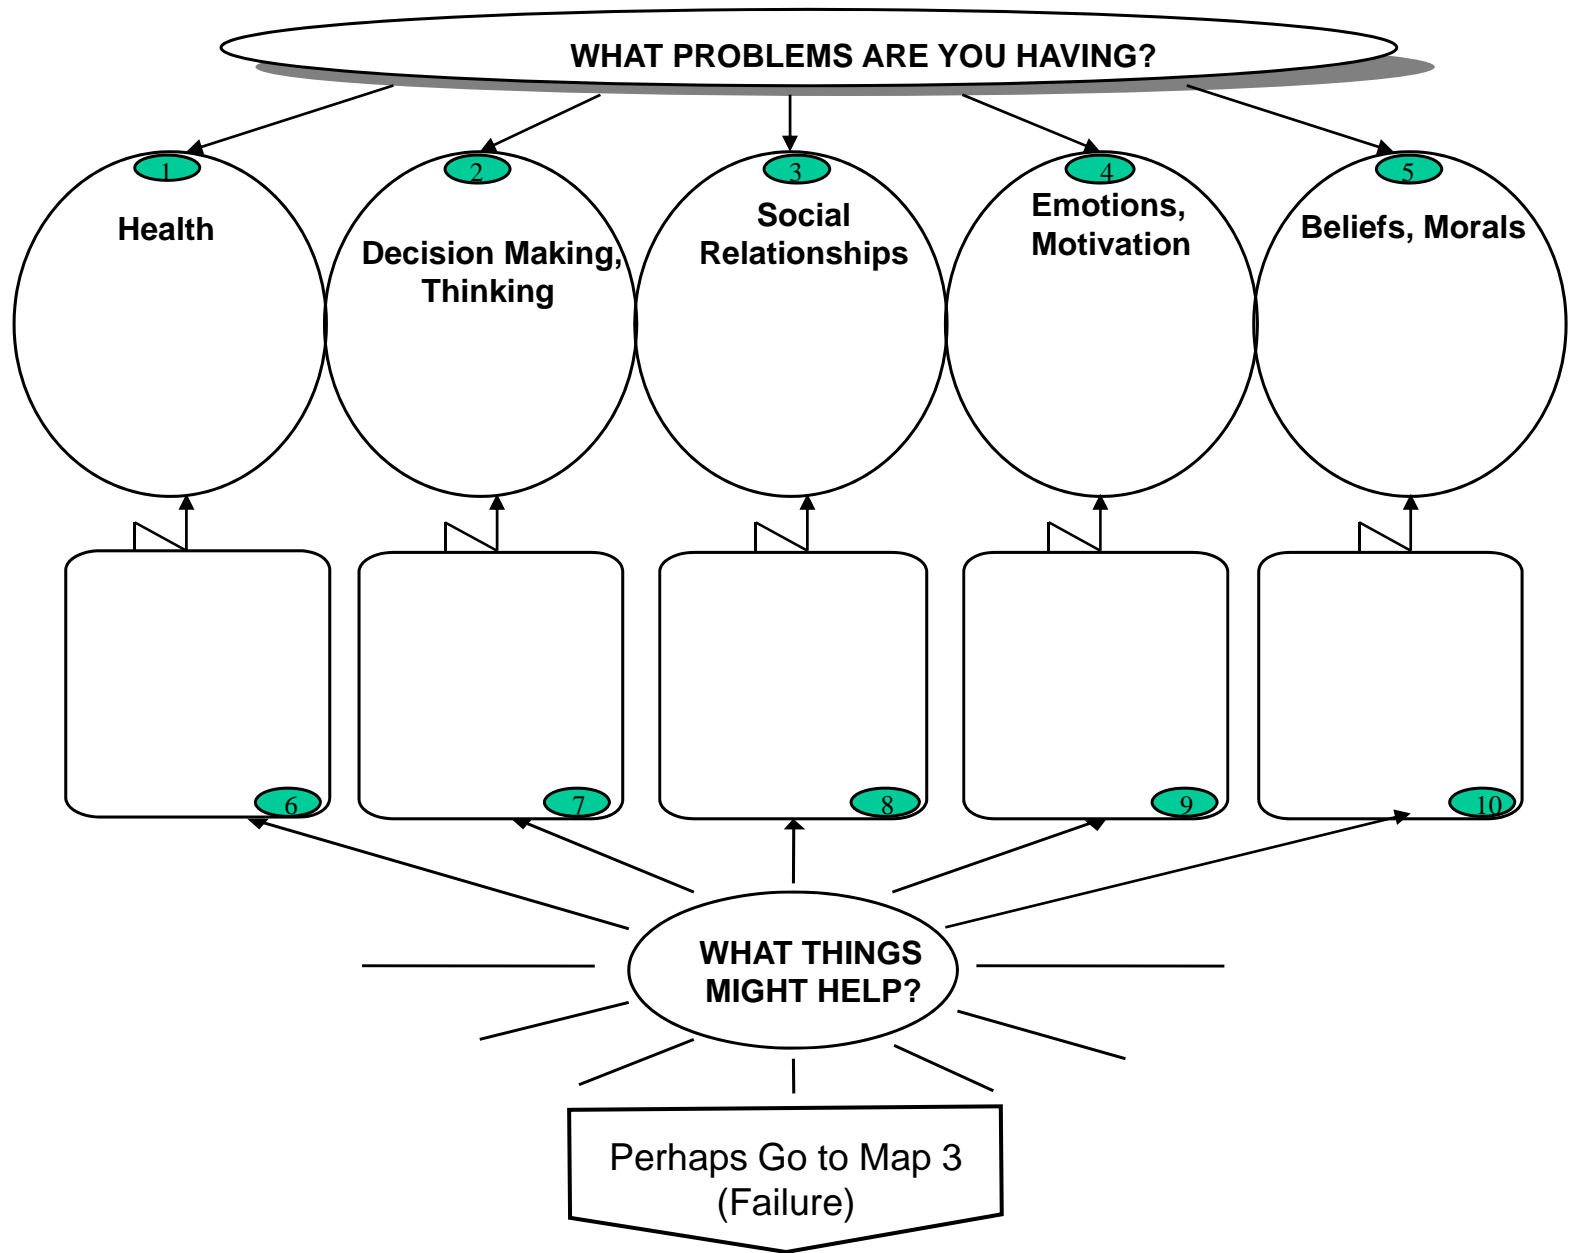 WHAT PROBLEMS ARE YOU HAVING?
1
2
3
4
5
Health
Decision Making,
Thinking
Social
Relationships
Emotions,
Motivation
Beliefs, Morals
6
7
8
9
10
WHAT THINGS
MIGHT HELP?
Perhaps Go to Map 3
(Failure)